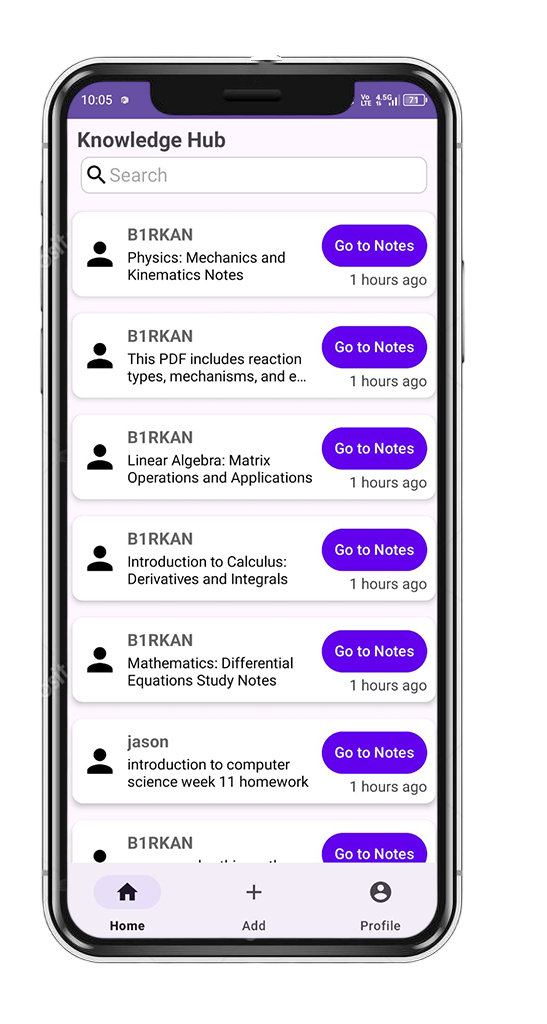 10:05 Vo LTE 4.5G 71
Knowledge Hub
Search
B1RKAN
Physics: Mechanics and
Kinematics Notes
Go to Notes
1 hours ago
B1RKAN
This PDF includes reaction
types, mechanisms, and e...
Go to Notes
1 hours ago
B1RKAN
Linear Algebra: Matrix
Operations and Applications
Go to Notes
1 hours ago
B1RKAN
Introduction to Calculus:
Derivatives and Integrals
Go to Notes
1 hours ago
B1RKAN
Mathematics: Differential
Equations Study Notes
Go to Notes
1 hours ago
jason
introduction to computer
science week 11 homework
Go to Notes
1 hours ago
B1RKAN
Go to Notes
Home
Add
Profile